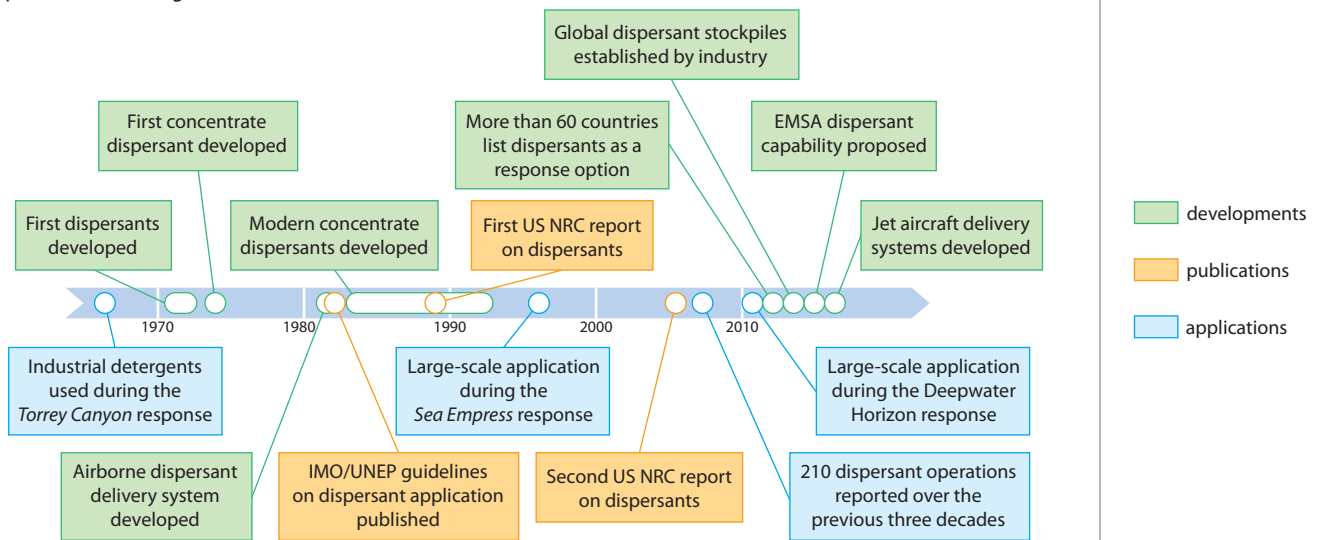 Global dispersant stockpiles
established by industry
First concentrate
dispersant developed
More than 60 countries
list dispersants as a
response option
EMSA dispersant
capability proposed
First dispersants
developed
Modern concentrate
dispersants developed
First US NRC report
on dispersants
Jet aircraft delivery
systems developed
developments
publications
applications
1970
1980
1990
2000
2010
Industrial detergents
used during the
Torrey Canyon response
Large-scale application
during the
Sea Empress response
Large-scale application
during the Deepwater
Horizon response
Airborne dispersant
delivery system
developed
IMO/UNEP guidelines
on dispersant application
published
Second US NRC report
on dispersants
210 dispersant operations
reported over the
previous three decades